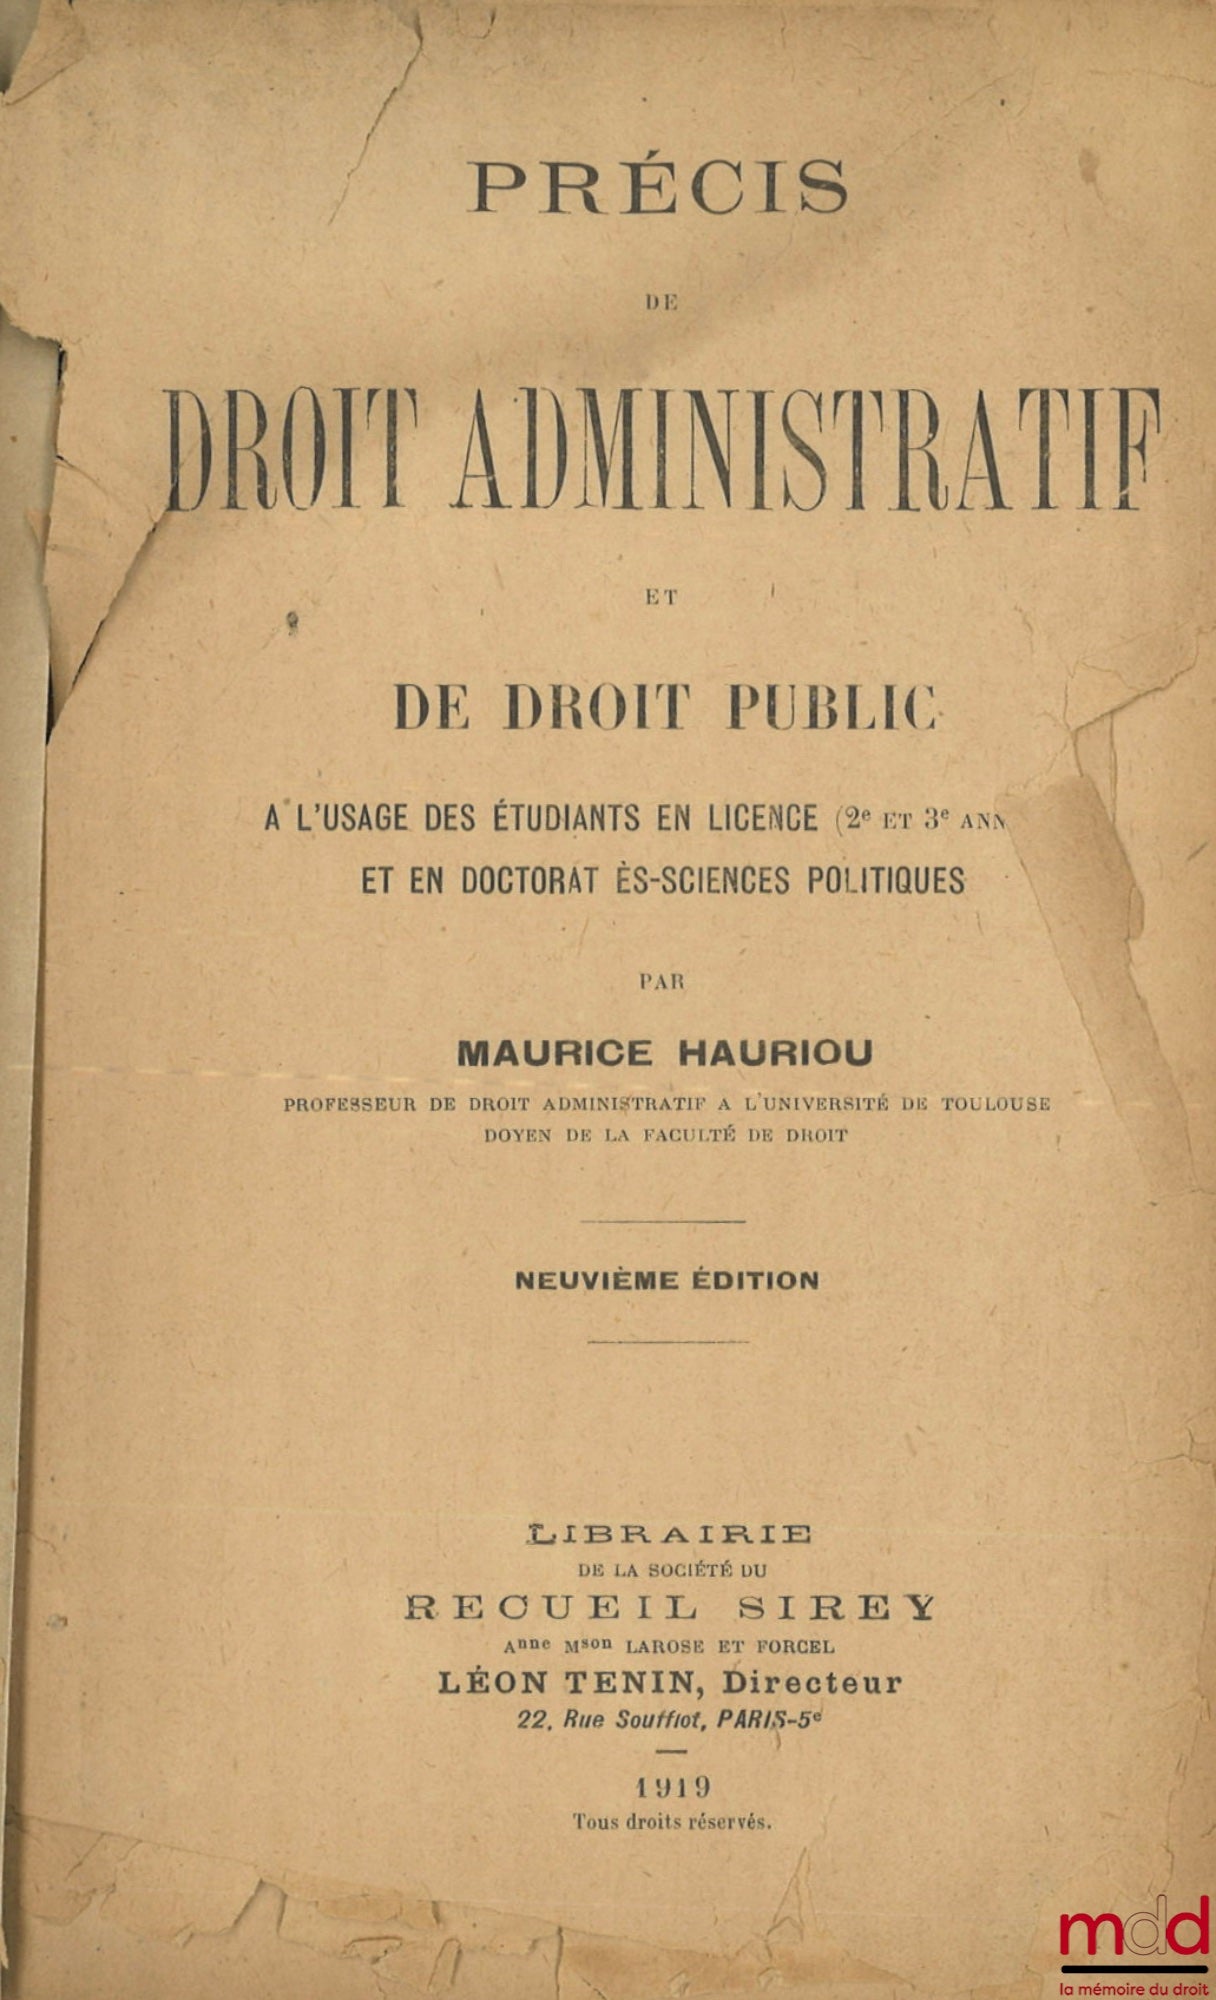 PRÉCIS
DE
DROIT ADMINISTRATIF
ET
DE DROIT PUBLIC
A L'USAGE DES ÉTUDIANTS EN LICENCE (2e ET 3e ANN
ET EN DOCTORAT ÈS-SCIENCES POLITIQUES
PAR
MAURICE HAURIOU
PROFESSEUR DE DROIT ADMINISTRATIF A L'UNIVERSITÉ DE TOULOUSE
DOYEN DE LA FACULTÉ DE DROIT
NEUVIÈME ÉDITION
LIBRAIRIE
DE LA SOCIÉTÉ DU
RECUEIL SIREY
Anne Mson LAROSE ET FORCEL
LÉON TENIN, Directeur
22, Rue Soufflot, PARIS-5e
1919
Tous droits réservés.
mdd
la mémoire du droit